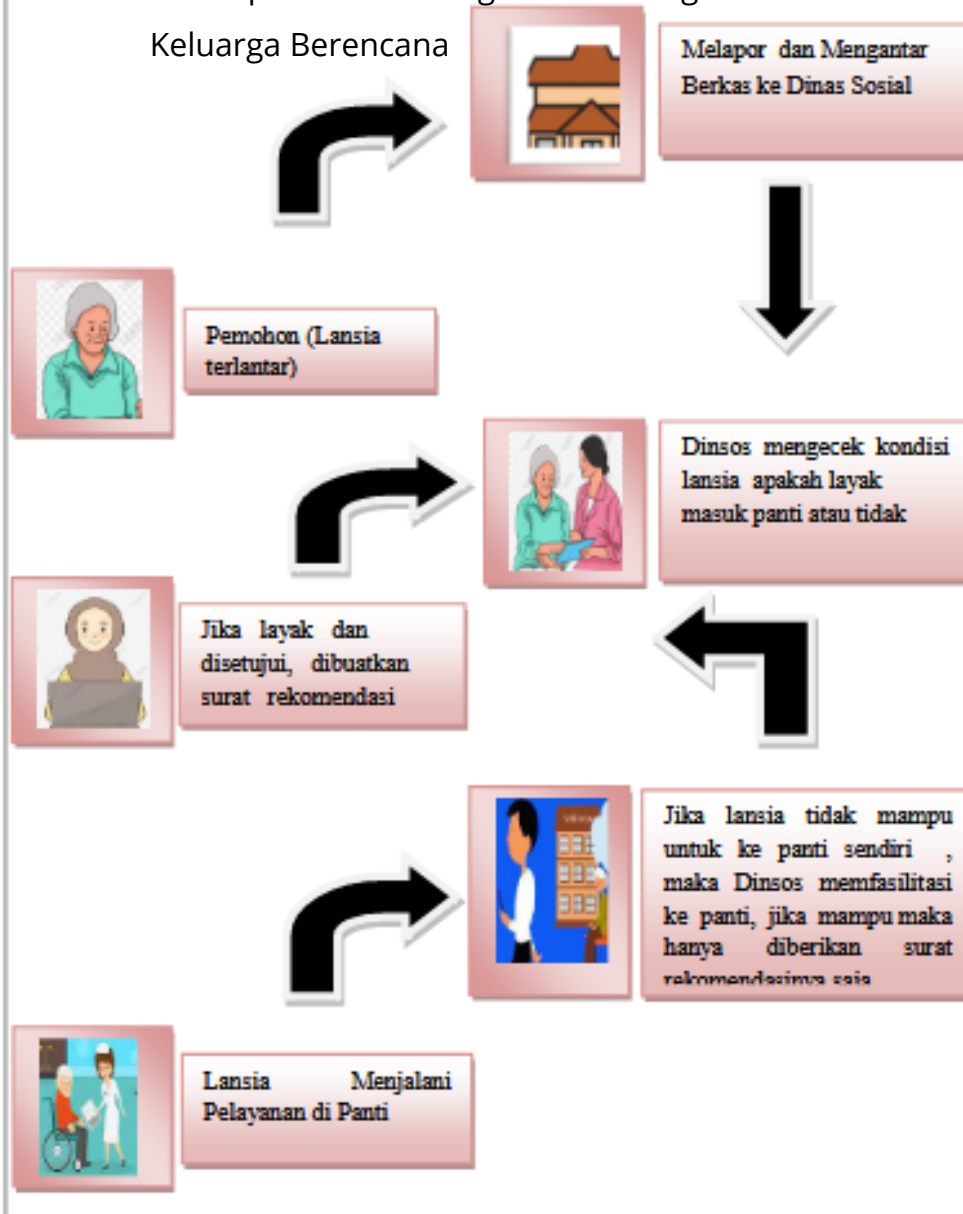 Keluarga Berencana
Melapor dan Mengantar
Berkas ke Dinas Sosial
Pemohon (Lansia
terlantar)
Dinsos mengecek kondisi
lansia apakah layak
masuk panti atau tidak
Jika layak dan
disetujui, dibuatkan
surat rekomendasi
Jika lansia tidak mampu
untuk ke panti sendiri ,
maka Dinsos memfasilitasi
ke panti, jika mampu maka
hanya diberikan surat
rekomendasinya saja
Lansia Menjalani
Pelayanan di Panti